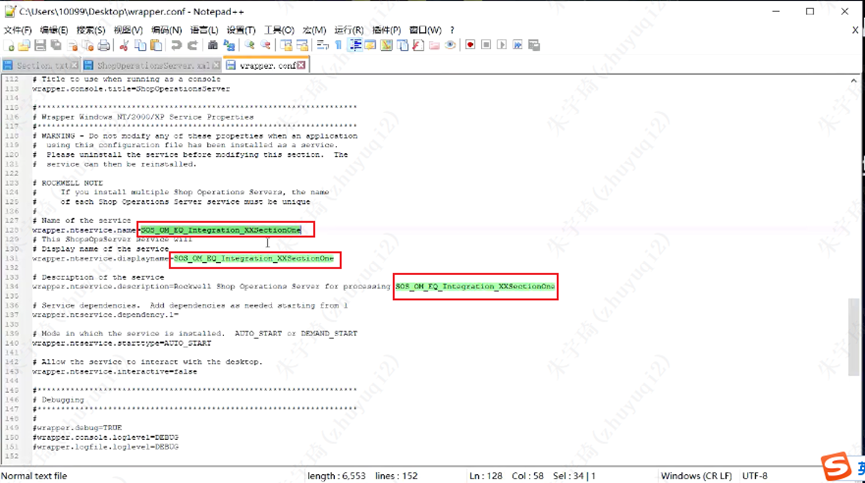 C:\Users\10099\Desktop\wrapper.conf - Notepad++
文件(F) 编辑(E) 搜索(S) 视图(V) 编码(N) 语言(L) 设置(T) 工具(O) 宏(M) 运行(R) 插件(P) 窗口(W) ?
X
Section.txt ShopOperationsServer.xml wrapper.conf
112 # Title to use when running as a console
113 wrapper.console.title=ShopOperstionsServer
114
115 #********************************************************************
116 # Wrapper Windows NT/2000/XP Service Properties
117 #********************************************************************
118 # WARNING - Do not modify any of these properties when an application
119 # using this configuration file has been installed as a service.
120 # Please uninstall the service before modifying this section. The
121 # service can then be reinstalled.
122
123 # ROCKWELL NOTE
124 # If you install multiple Shop Operations Servers, the name
125 # of each Shop Operations Server service must be unique
126 #
127 # Name of the service
128 wrapper.ntservice.name=SOS_OM_EQ_Integration_XXSectionOne
129 # This ShopsOpsServer service will
130 # Display name of the service
131 wrapper.ntservice.displayname=SOS_OM_EQ_Integration_XXSectionOne
132
133 # Description of the service
134 wrapper.ntservice.description=Rockwell Shop Operations Server for processing SOS_OM_EQ_Integration_XXSectionOne
135
136 # Service dependencies. Add dependencies as needed starting from 1
137 wrapper.ntservice.dependency.1=
138
139 # Mode in which the service is installed. AUTO_START or DEMAND_START
140 wrapper.ntservice.starttype=AUTO_START
141
142 # Allow the service to interact with the desktop.
143 wrapper.ntservice.interactive=false
144
145 #********************************************************************
146 # Debugging
147 #********************************************************************
148 #
149 #wrapper.debug=TRUE
150 #wrapper.console.loglevel=DEBUG
151 #wrapper.logfile.loglevel=DEBUG
152
Normal text file length : 6,553 lines : 152 Ln : 128 Col : 58 Sel : 34 | 1 Windows (CR LF) UTF-8
S 英
朱宇琦(zhuyuqi2)